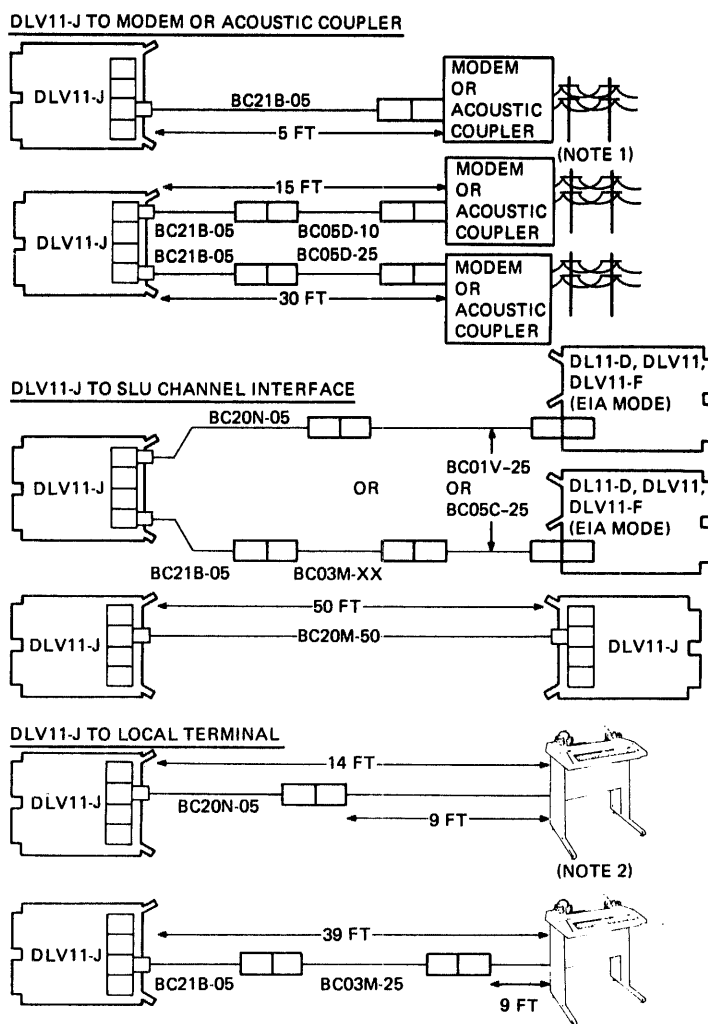 DLV11-J TO MODEM OR ACOUSTIC COUPLER
DLV11-J
BC21B-05
5 FT
MODEM
OR
ACOUSTIC
COUPLER
(NOTE 1)
15 FT
DLV11-J
BC21B-05
BC05D-10
MODEM
OR
ACOUSTIC
COUPLER
BC21B-05
BC05D-25
30 FT
MODEM
OR
ACOUSTIC
COUPLER
DLV11-J TO SLU CHANNEL INTERFACE
BC20N-05
DL11-D, DLV11,
DLV11-F
(EIA MODE)
DLV11-J
OR
BC01V-25
OR
BC05C-25
DL11-D, DLV11,
DLV11-F
(EIA MODE)
BC21B-05
BC03M-XX
50 FT
DLV11-J
BC20M-50
DLV11-J
DLV11-J TO LOCAL TERMINAL
14 FT
DLV11-J
BC20N-05
9 FT
(NOTE 2)
39 FT
DLV11-J
BC21B-05
BC03M-25
9 FT